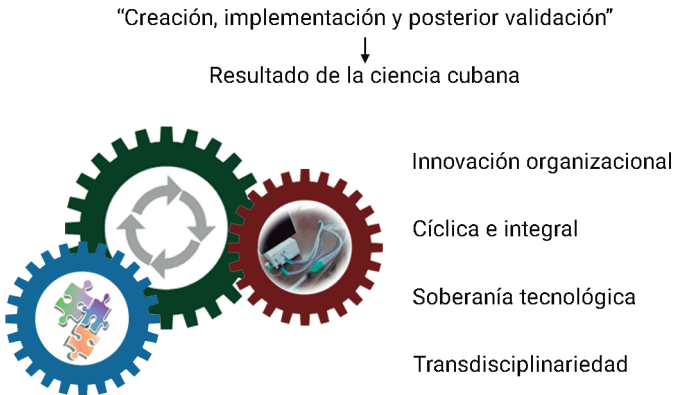 “Creación, implementación y posterior validación”
Resultado de la ciencia cubana
Innovación organizacional
Cíclica e integral
Soberanía tecnológica
Transdisciplinariedad